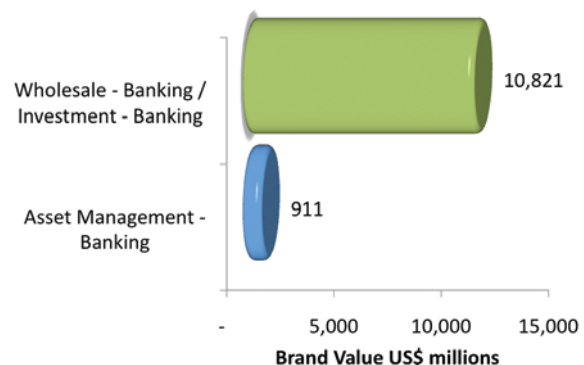 Wholesale - Banking /
Investment - Banking
10,821
Asset Management -
Banking
911
-
5,000
10,000
15,000
Brand Value US$ millions